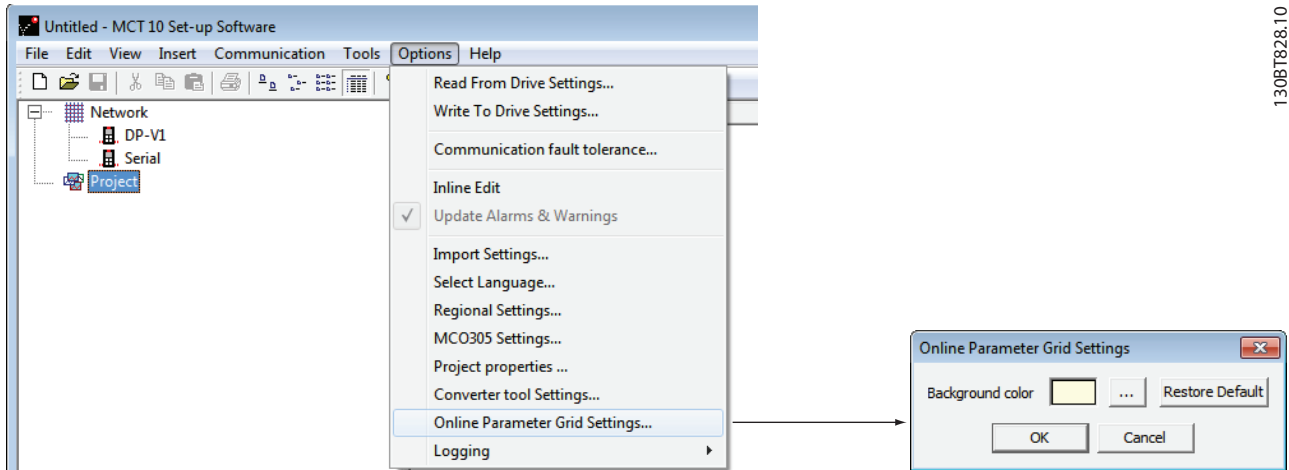 Untitled - MCT 10 Set-up Software
File Edit View Insert Communication Tools Options Help
Network
DP-V1
Serial
Project
Read From Drive Settings...
Write To Drive Settings...
Communication fault tolerance...
Inline Edit
Update Alarms & Warnings
Import Settings...
Select Language...
Regional Settings...
MCO305 Settings...
Project properties ...
Converter tool Settings...
Online Parameter Grid Settings...
Logging
Online Parameter Grid Settings
Background color ... Restore Default
OK Cancel
130BT828.10